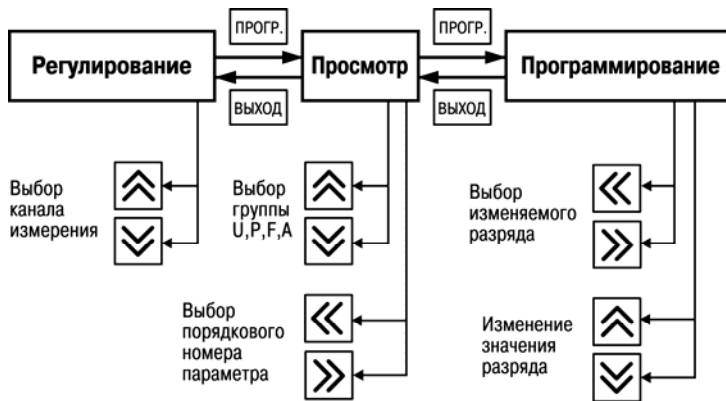 ПРОГР.
ПРОГР.
Регулирование
Просмотр
Программирование
ВЫХОД
ВЫХОД
Выбор
канала
измерения
Выбор
группы
U,P,F,A
Выбор
изменяемого
разряда
Выбор
порядкового
номера
параметра
Изменение
значения
разряда